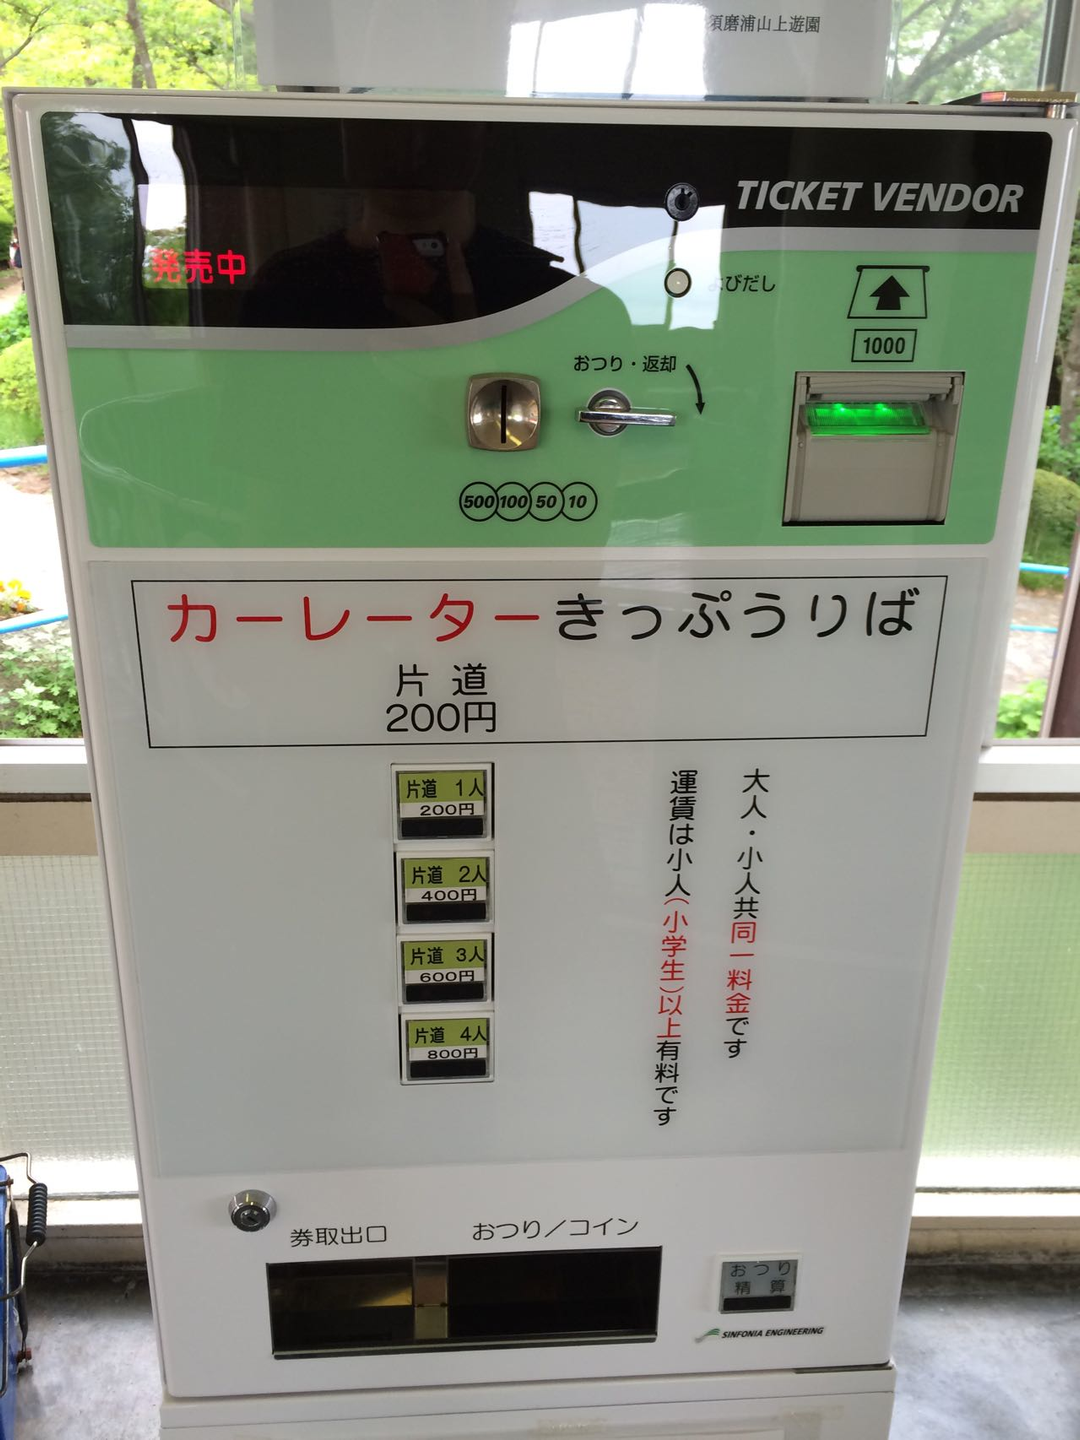 須磨浦山上遊園
TICKET VENDOR
発売中
よびだし
1000
おつり・返却
500 100 50 10
カーレーターきっぷうりば
片道
200円
片道 1人
200円
片道 2人
400円
片道 3人
600円
片道 4人
800円
大人・小人共同一料金です
運賃は小人(小学生)以上有料です
券取出口
おつり／コイン
おつり
精算
SINFONIA ENGINEERING